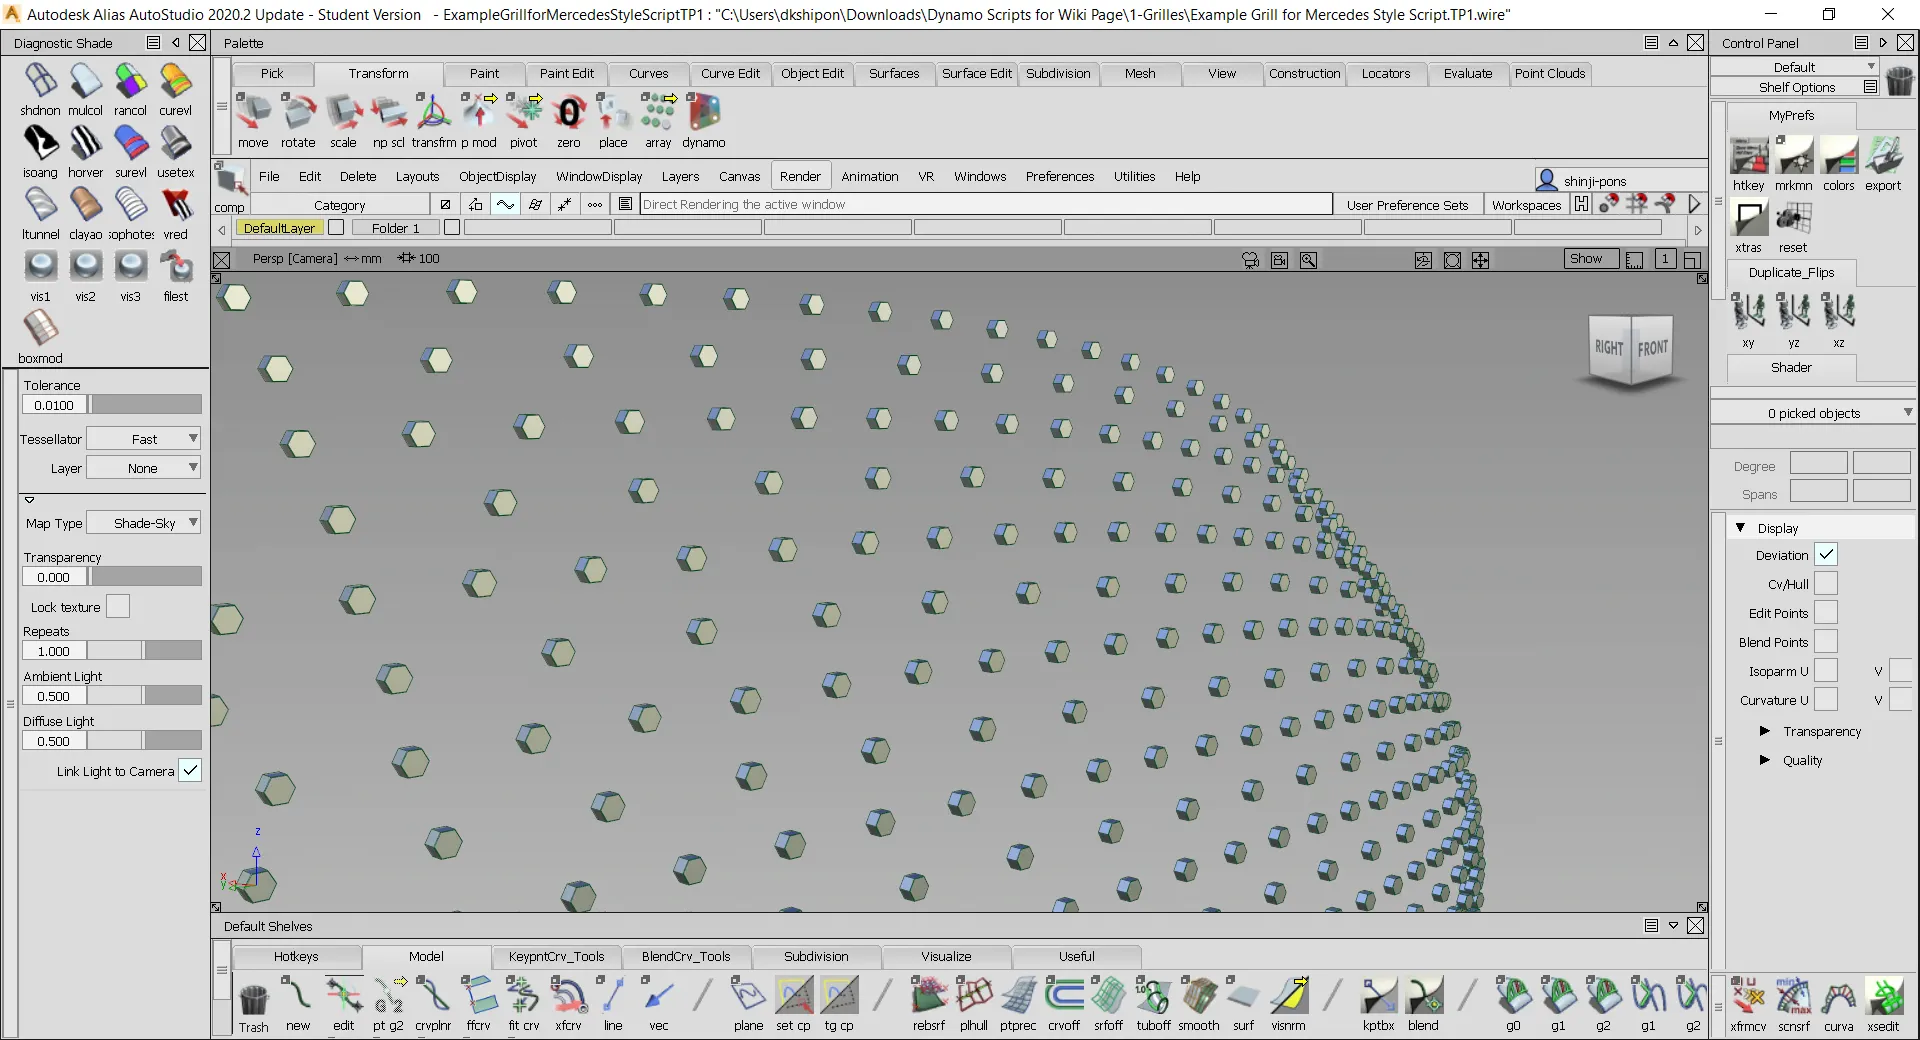 Autodesk Alias AutoStudio 2020.2 Update - Student Version - ExampleGrillforMercedesStyleScriptTP1 : "C:\Users\dkshipon\Downloads\Dynamo Scripts for Wiki Page\1-Grilles\Example Grill for Mercedes Style Script.TP1.wire"
Diagnostic Shade
Palette
Control Panel
Pick Transform Paint Paint Edit Curves Curve Edit Object Edit Surfaces Surface Edit Subdivision Mesh View Construction Locators Evaluate Point Clouds
Default
Shelf Options
shdnon mulcol rancol curevl
MyPrefs
move rotate scale np scl transfrm p mod pivot zero place array dynamo
isoang horver surevl usetex
File Edit Delete Layouts ObjectDisplay WindowDisplay Layers Canvas Render Animation VR Windows Preferences Utilities Help
shinji-pons
htkey mrkmn colors export
comp Category
Direct Rendering the active window
User Preference Sets Workspaces H
DefaultLayer Folder 1
ltunnel clayao sophotes vred
xtras reset
Persp [Camera] <-> mm 100
Show 1
Duplicate_Flips
vis1 vis2 vis3 filest
xy yz xz
boxmod
Shader
RIGHT FRONT
Tolerance
0.0100
Tessellator Fast
Layer None
0 picked objects
Degree
Spans
Map Type Shade-Sky
Display
Transparency
0.000
Deviation
Cv/Hull
Lock texture
Edit Points
Repeats
1.000
Blend Points
Ambient Light
0.500
Isoparm U V
Curvature U V
Diffuse Light
0.500
Transparency
Link Light to Camera
Quality
z
x
y
Default Shelves
Hotkeys Model KeypntCrv_Tools BlendCrv_Tools Subdivision Visualize Useful
Trash new edit pt g2 crvplnr ffcrv fit crv xfcrv line vec plane set cp tg cp rebsrf plhull ptprec crvoff srfoff tuboff smooth surf visnrm kptbx blend g0 g1 g2 g1 g2 xfrmcv scnsrf curva xsedit